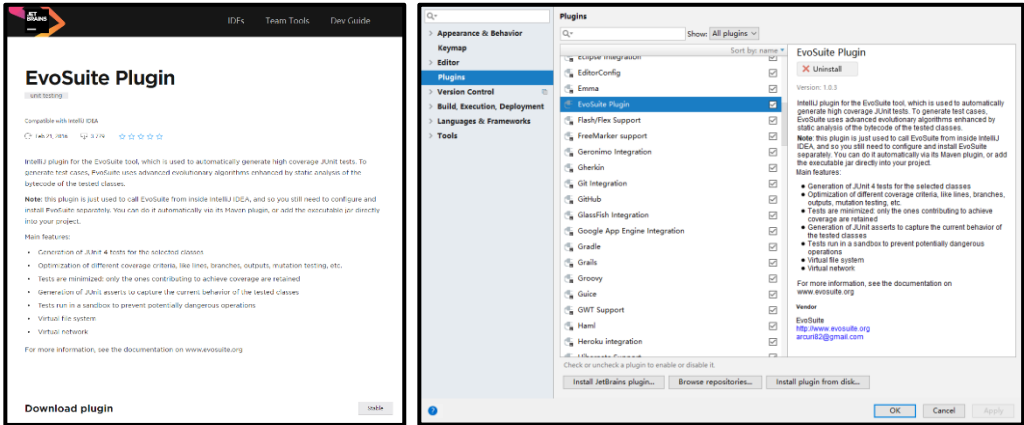 JET
BRAINS
IDEs
Team Tools
Dev Guide
EvoSuite Plugin
unit testing
Compatible with IntelliJ IDEA
IntelliJ plugin for the EvoSuite tool, which is used to automatically generate high coverage JUnit tests. To
generate test cases, EvoSuite uses advanced evolutionary algorithms enhanced by static analysis of the
bytecode of the tested classes.
Note: this plugin is just used to call EvoSuite from inside IntelliJ IDEA, and so you still need to configure and
install EvoSuite separately. You can do it automatically via its Maven plugin, or add the executable jar directly
into your project.
Main features:
• Generation of JUnit 4 tests for the selected classes
• Optimization of different coverage criteria, like lines, branches, outputs, mutation testing, etc.
• Tests are minimized: only the ones contributing to achieve coverage are retained
• Generation of JUnit asserts to capture the current behavior of the tested classes
• Tests run in a sandbox to prevent potentially dangerous operations
• Virtual file system
• Virtual network
For more information, see the documentation on www.evosuite.org
Download plugin
Stable
Appearance & Behavior
Keymap
Editor
Plugins
Version Control
Build, Execution, Deployment
Languages & Frameworks
Tools
Plugins
Show: All plugins
Sort by: name
Eclipse Integration
EditorConfig
Emma
EvoSuite Plugin
Flash/Flex Support
FreeMarker support
Geronimo Integration
Gherkin
Git Integration
GitHub
GlassFish Integration
Google App Engine Integration
Gradle
Grails
Groovy
Guice
GWT Support
Haml
Heroku integration
Check or uncheck a plugin to enable or disable it.
Install JetBrains plugin...
Browse repositories...
Install plugin from disk...
EvoSuite Plugin
Uninstall
Version: 1.0.3
IntelliJ plugin for the EvoSuite tool, which is used to automatically
generate high coverage JUnit tests. To generate test cases,
EvoSuite uses advanced evolutionary algorithms enhanced by
static analysis of the bytecode of the tested classes.
Note: this plugin is just used to call EvoSuite from inside IntelliJ
IDEA, and so you still need to configure and install EvoSuite
separately. You can do it automatically via its Maven plugin, or add
the executable jar directly into your project.
Main features:
• Generation of JUnit 4 tests for the selected classes
• Optimization of different coverage criteria, like lines, branches,
outputs, mutation testing, etc.
• Tests are minimized: only the ones contributing to achieve
coverage are retained
• Generation of JUnit asserts to capture the current behavior of
the tested classes
• Tests run in a sandbox to prevent potentially dangerous
operations
• Virtual file system
• Virtual network
For more information, see the documentation on
www.evosuite.org
Vendor
EvoSuite
http://www.evosuite.org
arcuri82@gmail.com
OK
Cancel
Apply